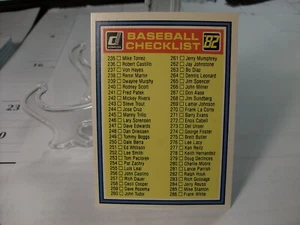 BASEBALL
CHECKLIST
82
235 Mike Torrez
236 Robert Castillo
237 Von Hayes
238 Renie Martin
239 Dwayne Murphy
240 Rodney Scott
241 Fred Patek
242 Mickey Rivers
243 Steve Trout
244 Jose Cruz
245 Manny Trillo
246 Lary Sorensen
247 Dave Edwards
248 Dan Driessen
249 Tommy Boggs
250 Dale Berra
251 Ed Whitson
252 Lee Smith
253 Tom Paciorek
254 Pat Zachry
255 Luis Leal
256 John Castino
257 Rich Dauer
258 Cecil Cooper
259 Dave Rozema
260 John Tudor
261 Jerry Mumphrey
262 Jay Johnstone
263 Bo Diaz
264 Dennis Leonard
265 Jim Spencer
266 John Milner
267 Don Aase
268 Jim Sundberg
269 Lamar Johnson
270 Frank La Corte
271 Barry Evans
272 Enos Cabell
273 Del Unser
274 George Foster
275 Brett Butler
276 Lee Lacy
277 Ken Reitz
278 Keith Hernandez
279 Doug DeCinces
280 Charlie Moore
281 Lance Parrish
282 Ralph Houk
283 Rich Gossage
284 Jerry Reuss
285 Mike Stanton
286 Frank White